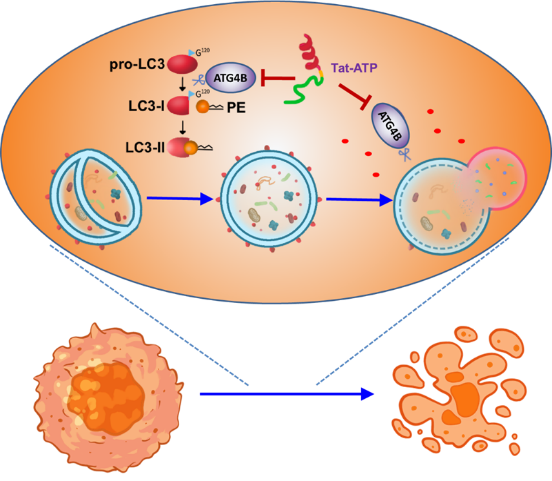 pro-LC3
G120
ATG4B
Tat-ATP
LC3-I
G120
PE
ATG4B
LC3-II